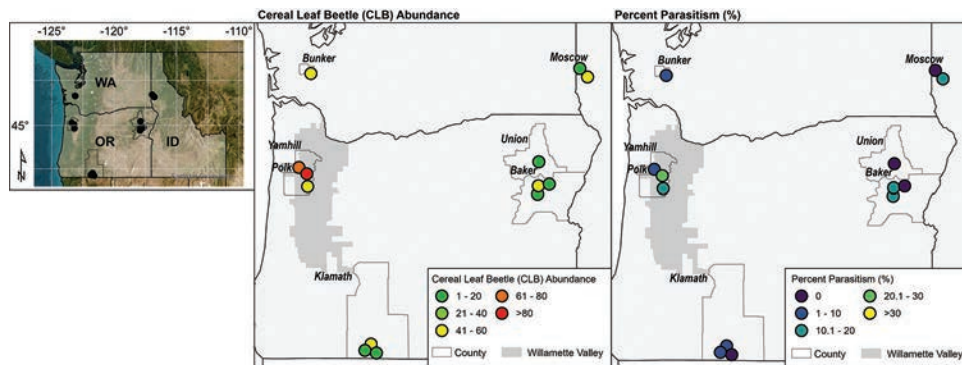 -125° -120° -115° -110°
45°
WA
OR
ID
N
Cereal Leaf Beetle (CLB) Abundance
Bunker
Moscow
Yamhill
Polk
Union
Baker
Klamath
Cereal Leaf Beetle (CLB) Abundance
1 - 20
21 - 40
41 - 60
61 - 80
>80
County
Willamette Valley
Percent Parasitism (%)
Bunker
Moscow
Yamhill
Polk
Union
Baker
Klamath
Percent Parasitism (%)
0
1 - 10
10.1 - 20
20.1 - 30
>30
County
Willamette Valley